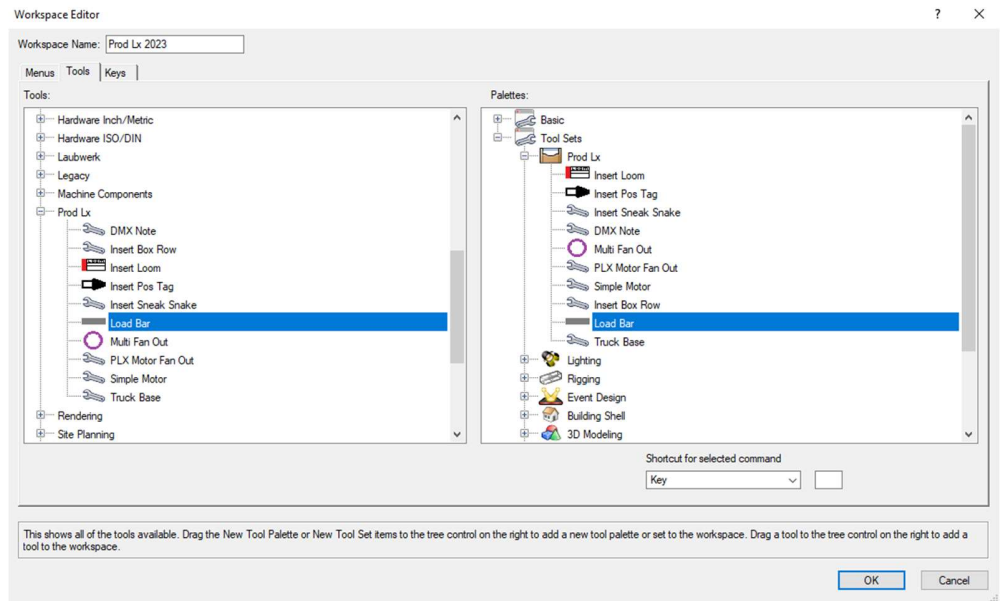 Workspace Editor
Workspace Name: Prod Lx 2023
Menus Tools Keys
Tools:
Hardware Inch/Metric
Hardware ISO/DIN
Laubwerk
Legacy
Machine Components
Prod Lx
DMX Note
Insert Box Row
Insert Loom
Insert Pos Tag
Insert Sneak Snake
Load Bar
Multi Fan Out
PLX Motor Fan Out
Simple Motor
Truck Base
Rendering
Site Planning
Palettes:
Basic
Tool Sets
Prod Lx
Insert Loom
Insert Pos Tag
Insert Sneak Snake
DMX Note
Multi Fan Out
PLX Motor Fan Out
Simple Motor
Insert Box Row
Load Bar
Truck Base
Lighting
Rigging
Event Design
Building Shell
3D Modeling
Shortcut for selected command
Key
This shows all of the tools available. Drag the New Tool Palette or New Tool Set items to the tree control on the right to add a new tool palette or set to the workspace. Drag a tool to the tree control on the right to add a
tool to the workspace.
OK Cancel